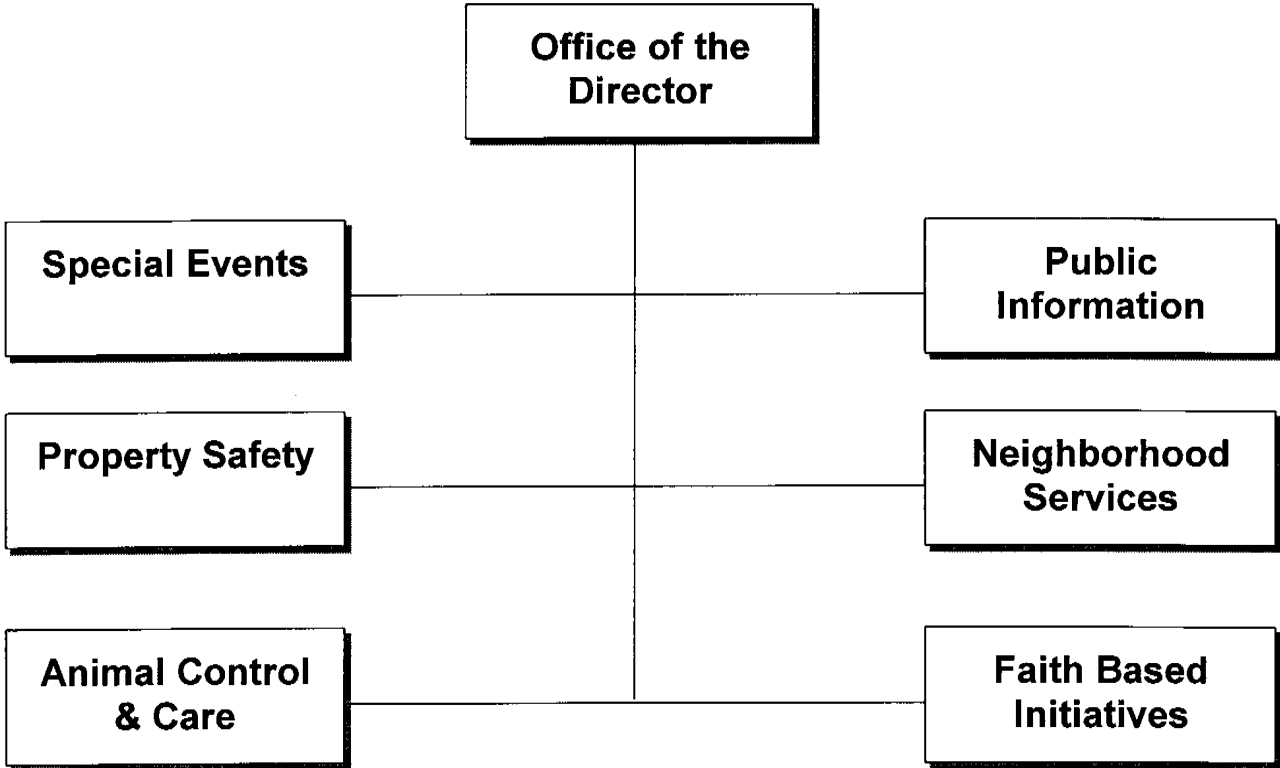 Office of the
Director
Special Events
Public
Information
Property Safety
Neighborhood
Services
Animal Control
& Care
Faith Based
Initiatives